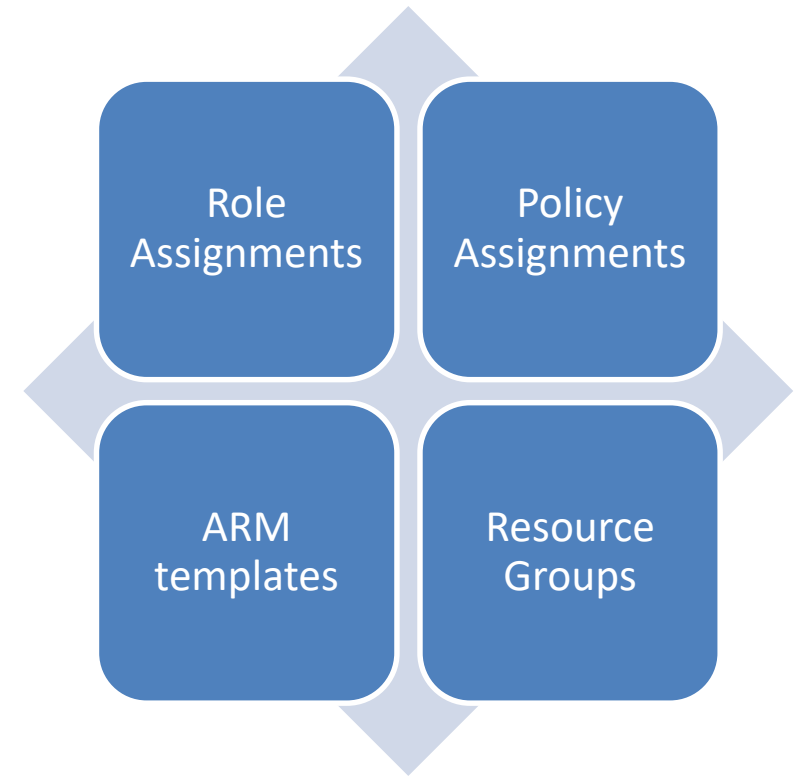 Role
Assignments
Policy
Assignments
ARM
templates
Resource
Groups